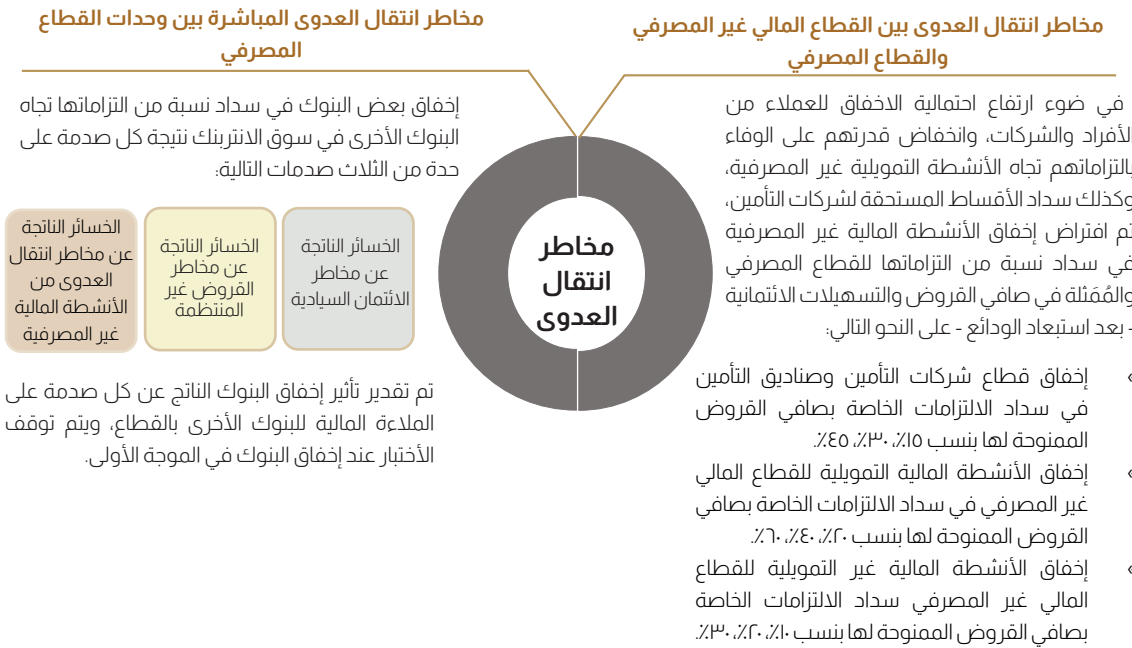 مخاطر انتقال العدوى بين القطاع المالي غير المصرفي
والقطاع المصرفي
في ضوء ارتفاع احتمالية الاخفاق للعملاء من
الأفراد والشركات، وانخفاض قدرتهم على الوفاء
بالتزاماتهم تجاه الأنشطة التمويلية غير المصرفية،
وكذلك سداد الأقساط المستحقة لشركات التأمين،
تم افتراض إخفاق الأنشطة المالية غير المصرفية
في سداد نسبة من التزاماتها للقطاع المصرفي
والمُمَثلة في صافي القروض والتسهيلات الائتمانية
- بعد استبعاد الودائع - على النحو التالي:
» إخفاق قطاع شركات التأمين وصناديق التأمين
في سداد الالتزامات الخاصة بصافي القروض
الممنوحة لها بنسب ١٥٪، ٣٠٪، ٤٥٪.
» إخفاق الأنشطة المالية التمويلية للقطاع المالي
غير المصرفي في سداد الالتزامات الخاصة بصافي
القروض الممنوحة لها بنسب ٢٠٪، ٤٠٪، ٦٠٪.
» إخفاق الأنشطة المالية غير التمويلية للقطاع
المالي غير المصرفي سداد الالتزامات الخاصة
بصافي القروض الممنوحة لها بنسب ١٠٪، ٢٠٪، ٣٠٪.
مخاطر
انتقال
العدوى
مخاطر انتقال العدوى المباشرة بين وحدات القطاع
المصرفي
إخفاق بعض البنوك في سداد نسبة من التزاماتها تجاه
البنوك الأخرى في سوق الانتربنك نتيجة كل صدمة على
حدة من الثلاث صدمات التالية:
الخسائر الناتجة
عن مخاطر
الائتمان السيادية
الخسائر الناتجة
عن مخاطر
القروض غير
المنتظمة
الخسائر الناتجة
عن مخاطر انتقال
العدوى من
الأنشطة المالية
غير المصرفية
تم تقدير تأثير إخفاق البنوك الناتج عن كل صدمة على
الملاءة المالية للبنوك الأخرى بالقطاع، ويتم توقف
الأختبار عند إخفاق البنوك في الموجة الأولى.